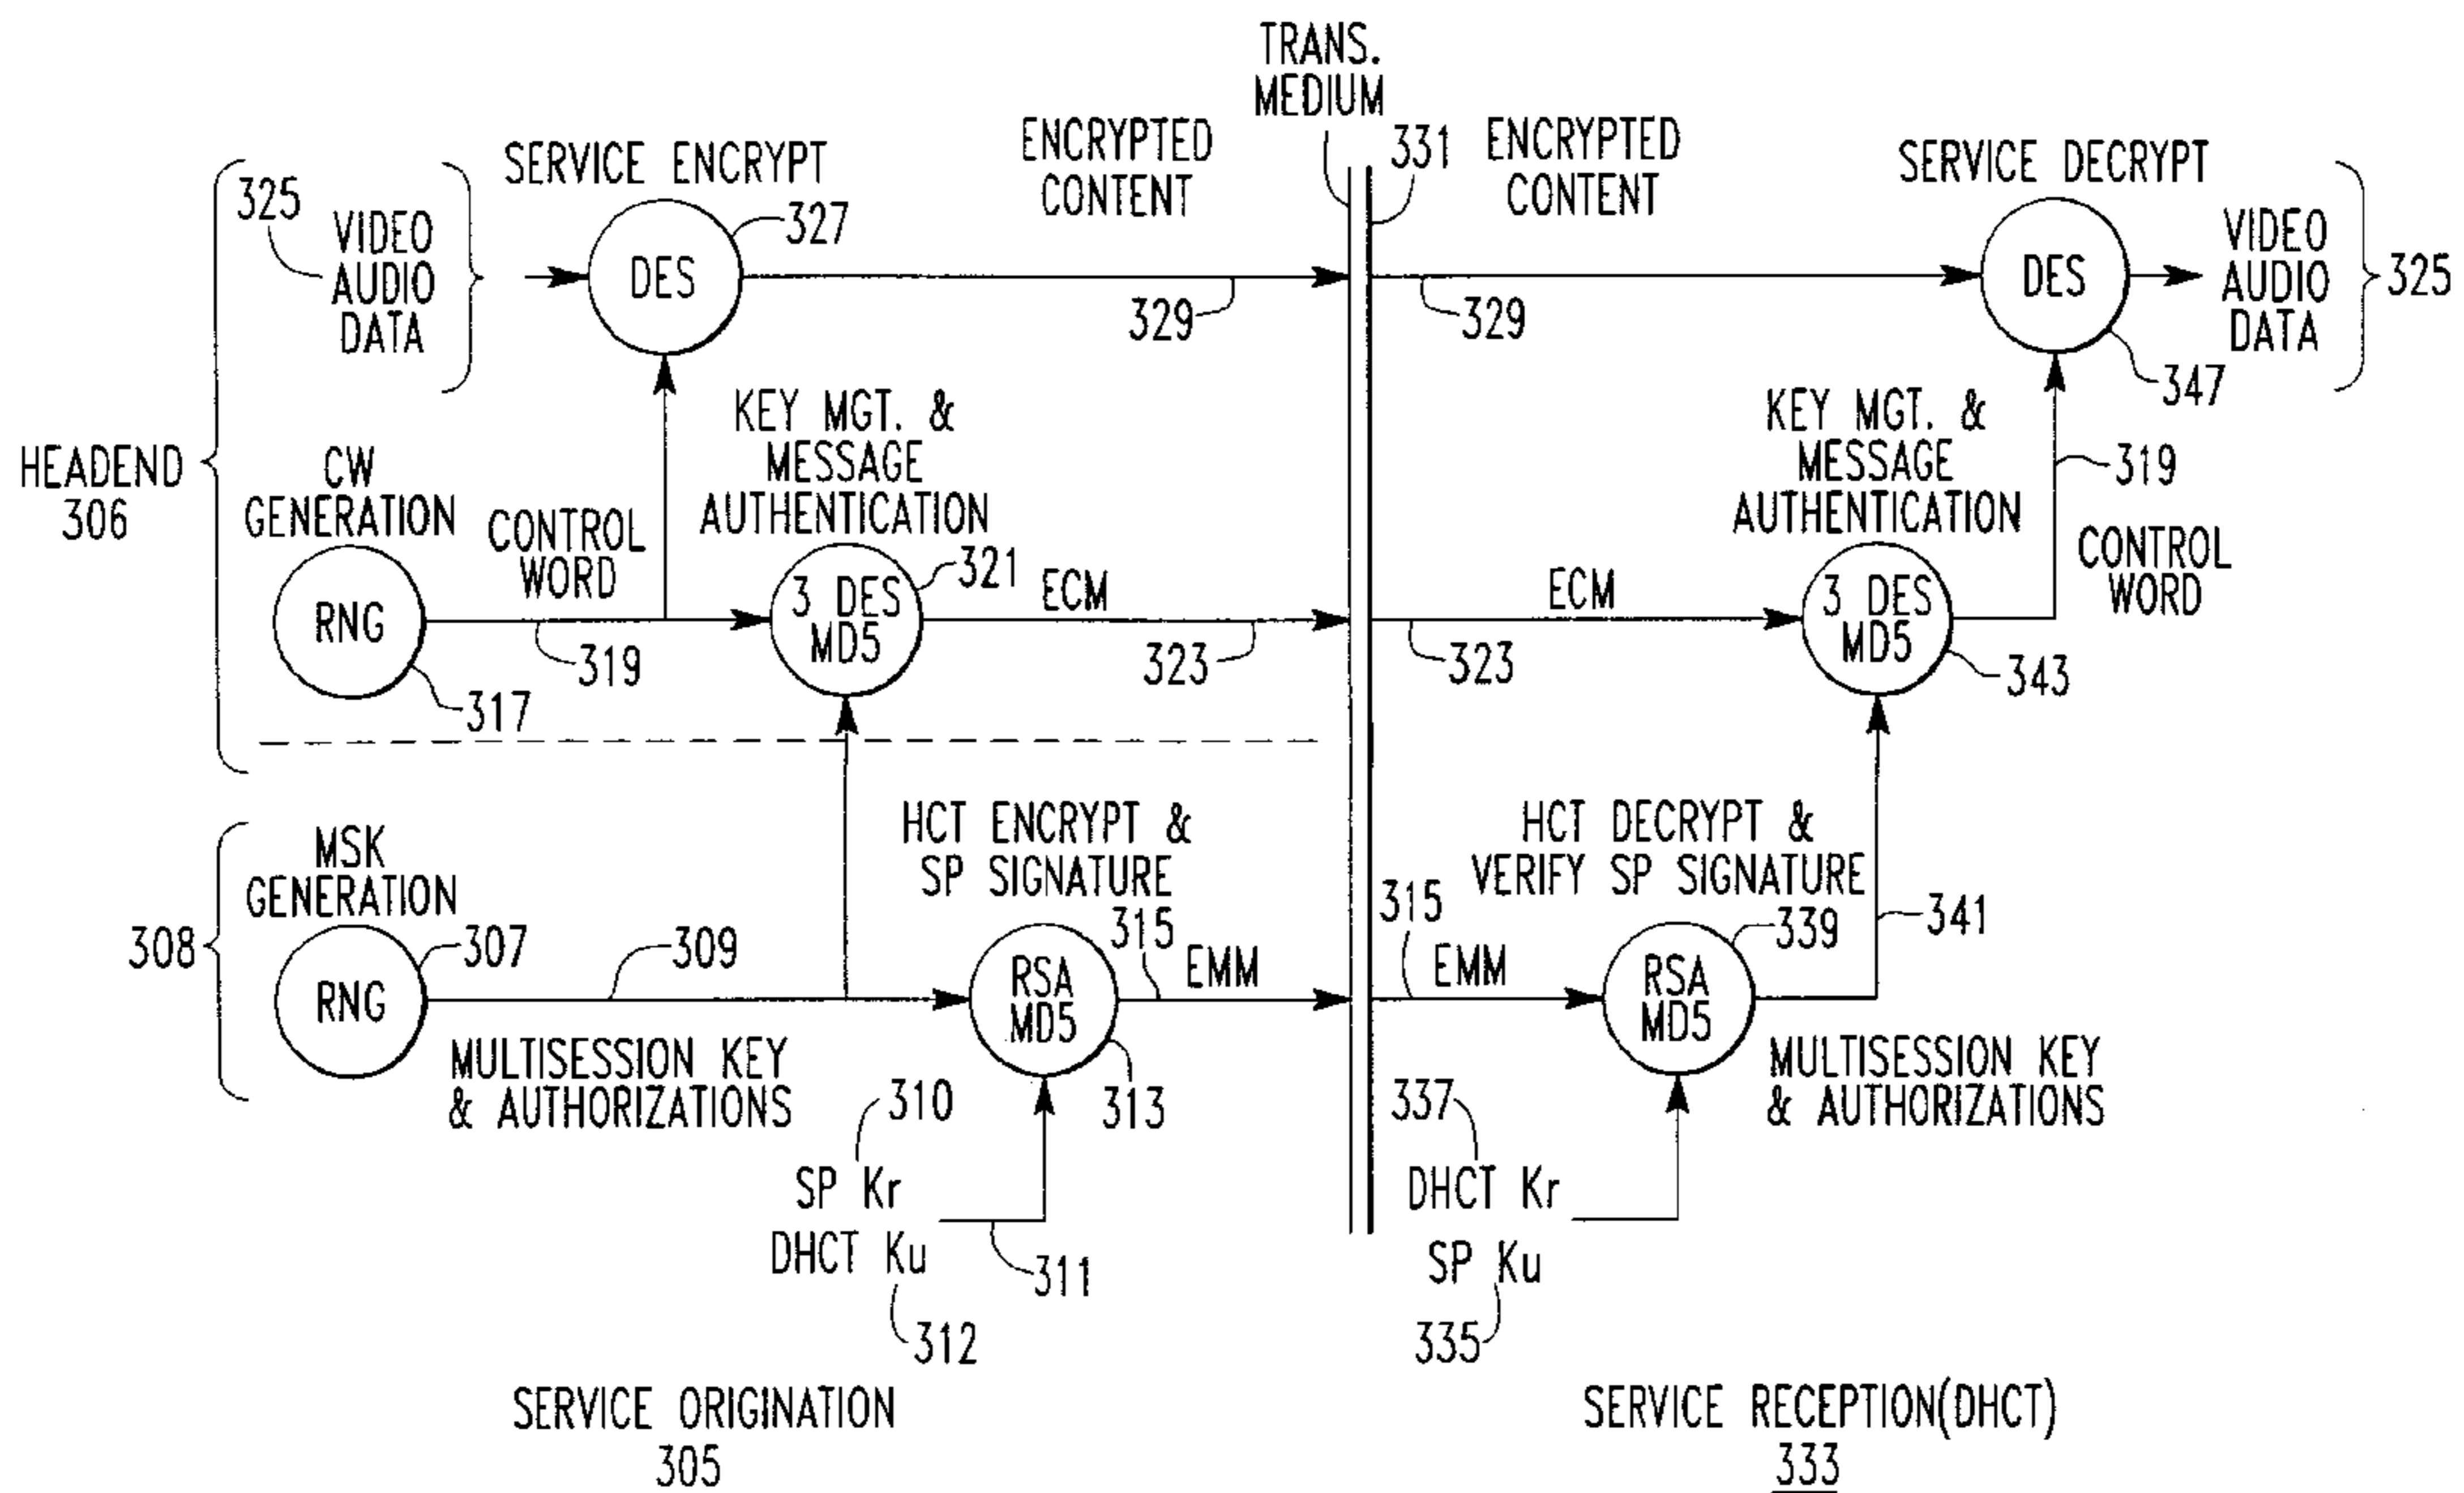 TRANS.
MEDIUM
331
SERVICE ENCRYPT
ENCRYPTED
CONTENT
ENCRYPTED
CONTENT
SERVICE DECRYPT
325
VIDEO
AUDIO
DATA
DES
327
329
329
DES
347
VIDEO
AUDIO
DATA
325
HEADEND
306
CW
GENERATION
RNG
317
CONTROL
WORD
319
KEY MGT. &
MESSAGE
AUTHENTICATION
3 DES
MD5
321
ECM
323
ECM
323
KEY MGT. &
MESSAGE
AUTHENTICATION
3 DES
MD5
343
319
CONTROL
WORD
308
MSK
GENERATION
RNG
307
309
MULTISESSION KEY
& AUTHORIZATIONS
HCT ENCRYPT &
SP SIGNATURE
RSA
MD5
313
315
EMM
310
SP Kr
DHCT Ku
311
312
315
EMM
HCT DECRYPT &
VERIFY SP SIGNATURE
RSA
MD5
339
341
MULTISESSION KEY
& AUTHORIZATIONS
337
DHCT Kr
SP Ku
335
SERVICE ORIGINATION
305
SERVICE RECEPTION(DHCT)
333